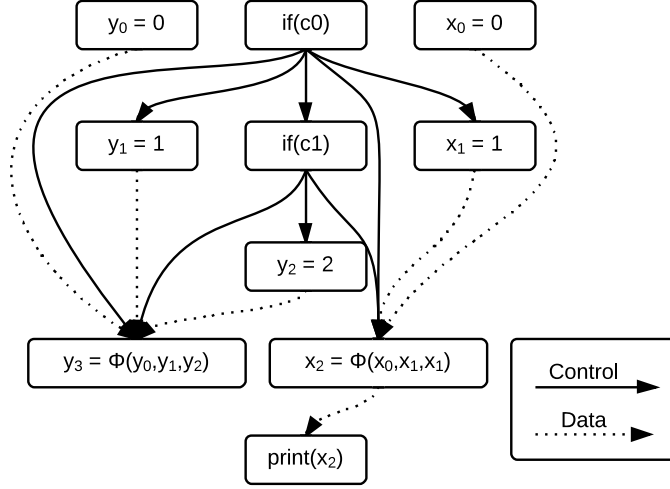 y₀ = 0
if(c0)
x₀ = 0
y₁ = 1
if(c1)
x₁ = 1
y₂ = 2
y₃ = Φ(y₀,y₁,y₂)
x₂ = Φ(x₀,x₁,x₁)
Control
Data
print(x₂)